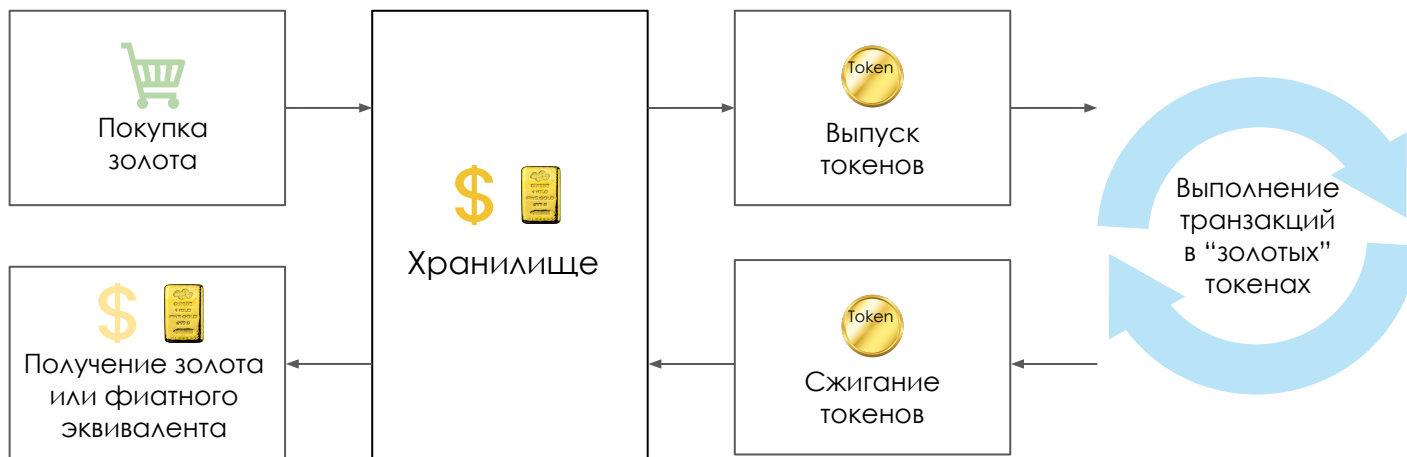 Покупка
золота
$
Хранилище
Token
Выпуск
токенов
Выполнение
транзакций
в “золотых”
токенах
$
Получение золота
или фиатного
эквивалента
Token
Сжигание
токенов